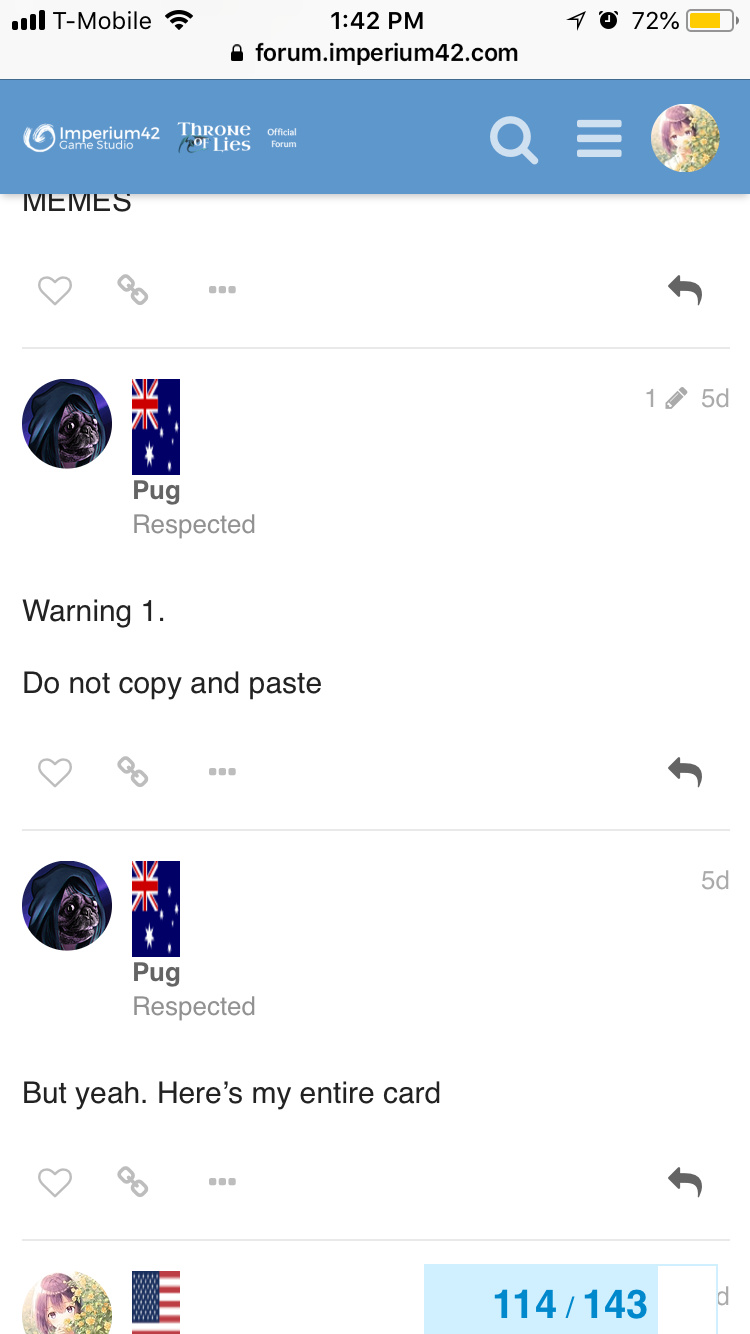 T-Mobile 1:42 PM 72%
forum.imperium42.com
Imperium42
Game Studio
THRONE
OF LIES
Official
Forum
MEMES
1 5d
Pug
Respected
Warning 1.
Do not copy and paste
5d
Pug
Respected
But yeah. Here’s my entire card
114 / 143
d